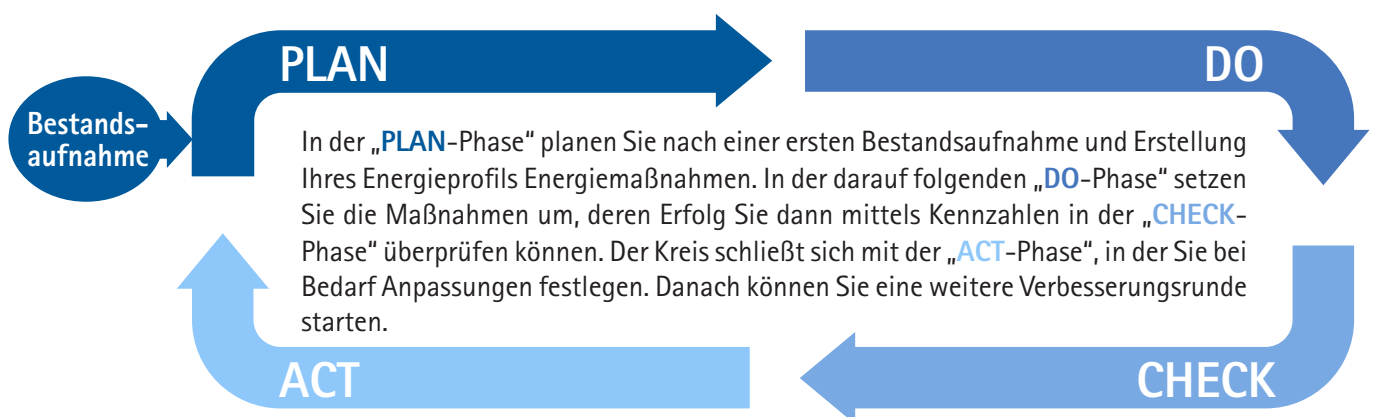 PLAN
DO
Bestands-
aufnahme
In der „PLAN-Phase“ planen Sie nach einer ersten Bestandsaufnahme und Erstellung
Ihres Energieprofils Energiemaßnahmen. In der darauf folgenden „DO-Phase“ setzen
Sie die Maßnahmen um, deren Erfolg Sie dann mittels Kennzahlen in der „CHECK-
Phase“ überprüfen können. Der Kreis schließt sich mit der „ACT-Phase“, in der Sie bei
Bedarf Anpassungen festlegen. Danach können Sie eine weitere Verbesserungsrunde
starten.
ACT
CHECK